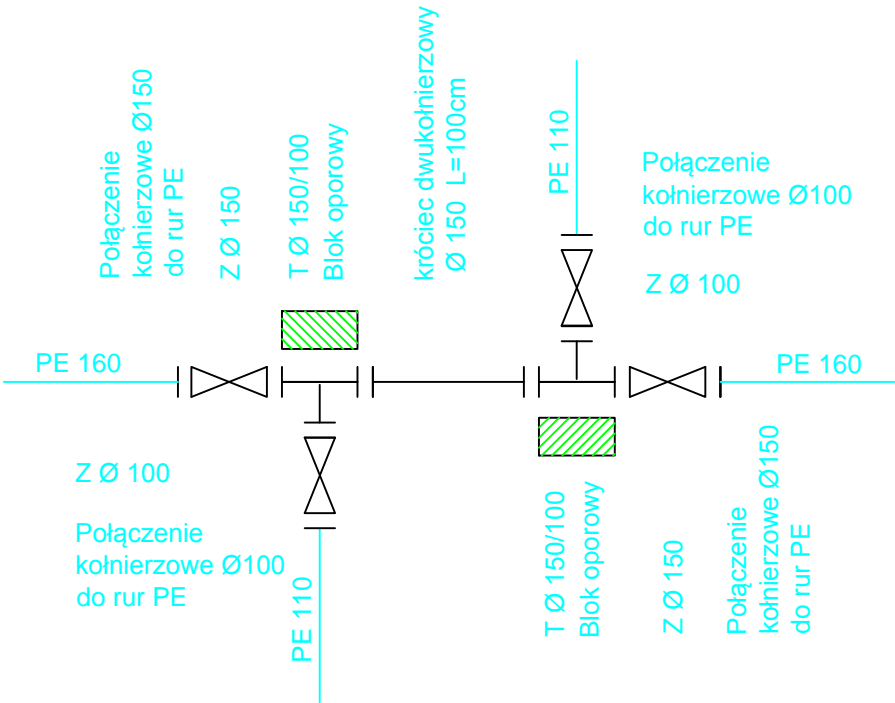 Połączenie
kołnierzowe Ø150
do rur PE
Z Ø 150
T Ø 150/100
Blok oporowy
króciec dwukołnierzowy
Ø 150 L=100cm
PE 110
Połączenie
kołnierzowe Ø100
do rur PE
Z Ø 100
PE 160
PE 160
Z Ø 100
Połączenie
kołnierzowe Ø100
do rur PE
PE 110
T Ø 150/100
Blok oporowy
Z Ø 150
Połączenie
kołnierzowe Ø150
do rur PE